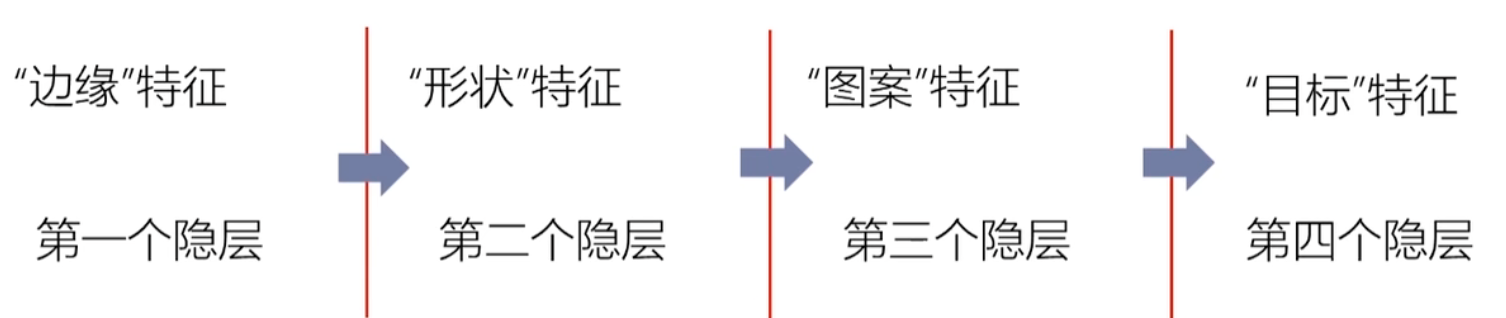 “边缘”特征
第一个隐层
“形状”特征
第二个隐层
“图案”特征
第三个隐层
“目标”特征
第四个隐层